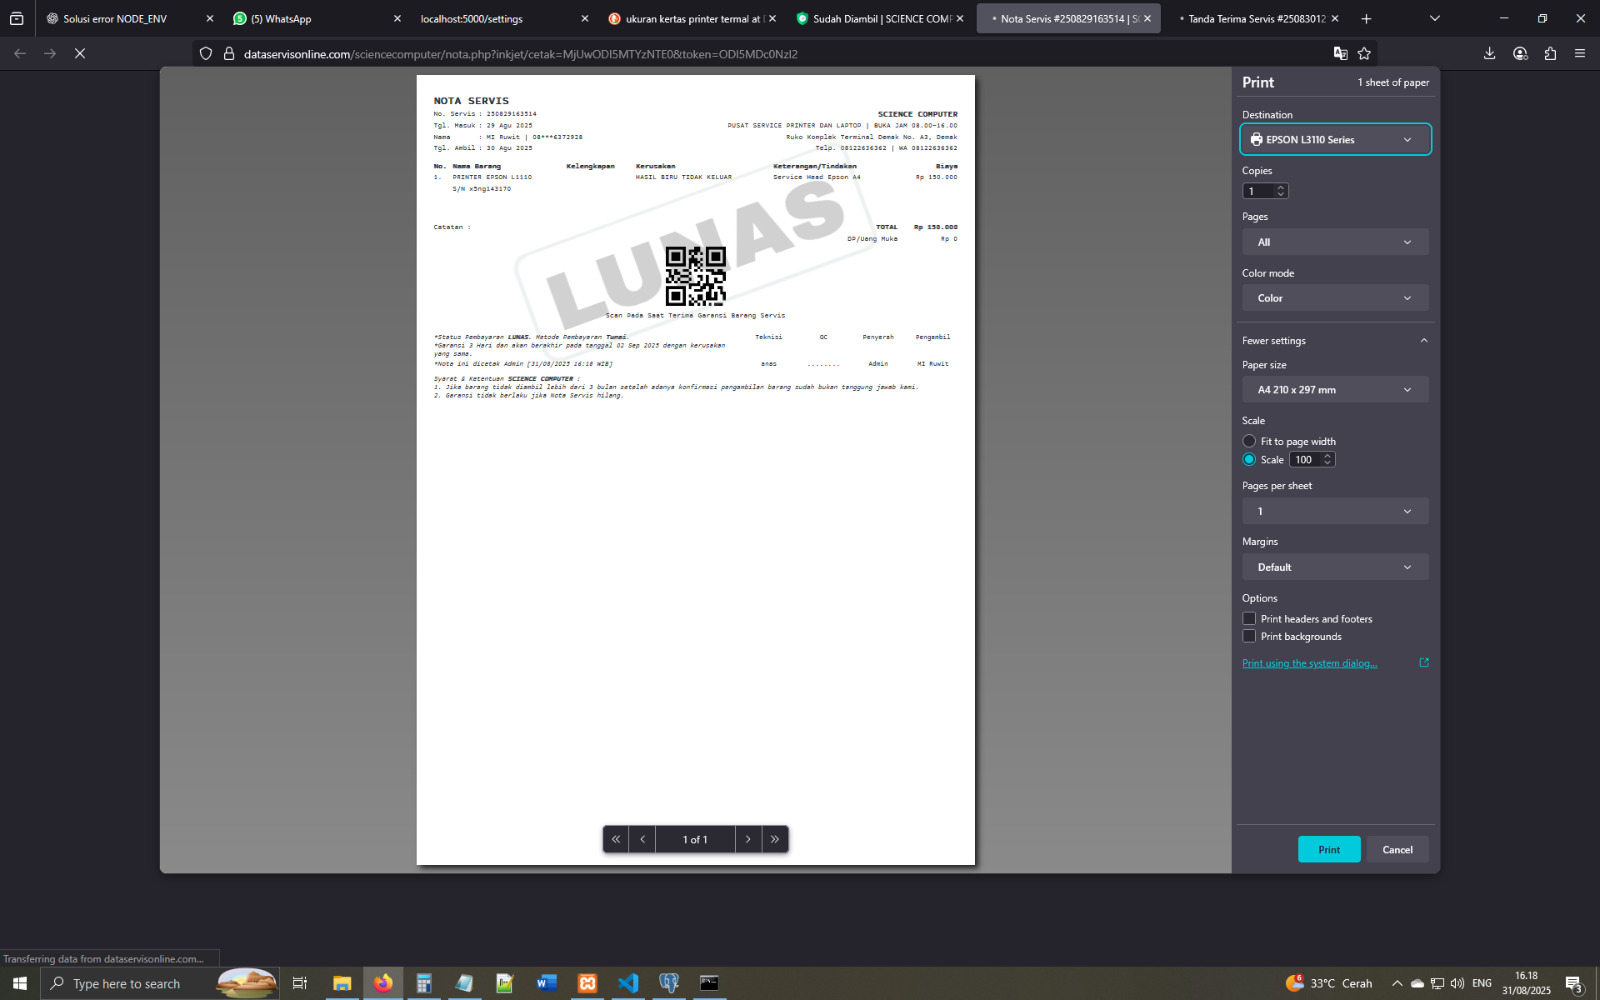 Solusi error NODE_ENV
(5) WhatsApp
localhost:5000/settings
ukuran kertas printer termal at
Sudah Diambil | SCIENCE COMP
Nota Servis #250829163514 | SC
Tanda Terima Servis #25083012
dataservisonline.com/sciencecomputer/nota.php?inkjet/cetak=MjUwODI5MTYzNTE0&token=ODI5MDc0NzI2
NOTA SERVIS
No. Servis : 250829163514
SCIENCE COMPUTER
Tgl. Masuk : 29 Agu 2025
PUSAT SERVICE PRINTER DAN LAPTOP | BUKA JAM 08.00-16.00
Nama : MI Ruwit | 08***6372928
Ruko Komplek Terminal Demak No. A3, Demak
Tgl. Ambil : 30 Agu 2025
Telp. 08122636362 | WA 08122636362
No. Nama Barang Kelengkapan Kerusakan Keterangan/Tindakan Biaya
1. PRINTER EPSON L1110 HASIL BIRU TIDAK KELUAR Service Head Epson A4 Rp 150.000
S/N x5ng143170
LUNAS
Catatan :
TOTAL Rp 150.000
DP/Uang Muka Rp 0
Scan Pada Saat Terima Garansi Barang Servis
*Status Pembayaran LUNAS. Metode Pembayaran Tunai.
*Garansi 3 Hari dan akan berakhir pada tanggal 02 Sep 2025 dengan kerusakan
yang sama.
*Nota ini dicetak Admin [31/08/2025 16:18 WIB]
Teknisi QC Penyerah Pengambil
anas ........ Admin MI Ruwit
Syarat & Ketentuan SCIENCE COMPUTER :
1. Jika barang tidak diambil lebih dari 3 bulan setelah adanya konfirmasi pengambilan barang sudah bukan tanggung jawab kami.
2. Garansi tidak berlaku jika Nota Servis hilang.
1 of 1
Print
1 sheet of paper
Destination
EPSON L3110 Series
Copies
1
Pages
All
Color mode
Color
Fewer settings
Paper size
A4 210 x 297 mm
Scale
Fit to page width
Scale 100
Pages per sheet
1
Margins
Default
Options
Print headers and footers
Print backgrounds
Print using the system dialog...
Print
Cancel
Transferring data from dataservisonline.com...
Type here to search
6
33°C Cerah
ENG
16.18
31/08/2025
3